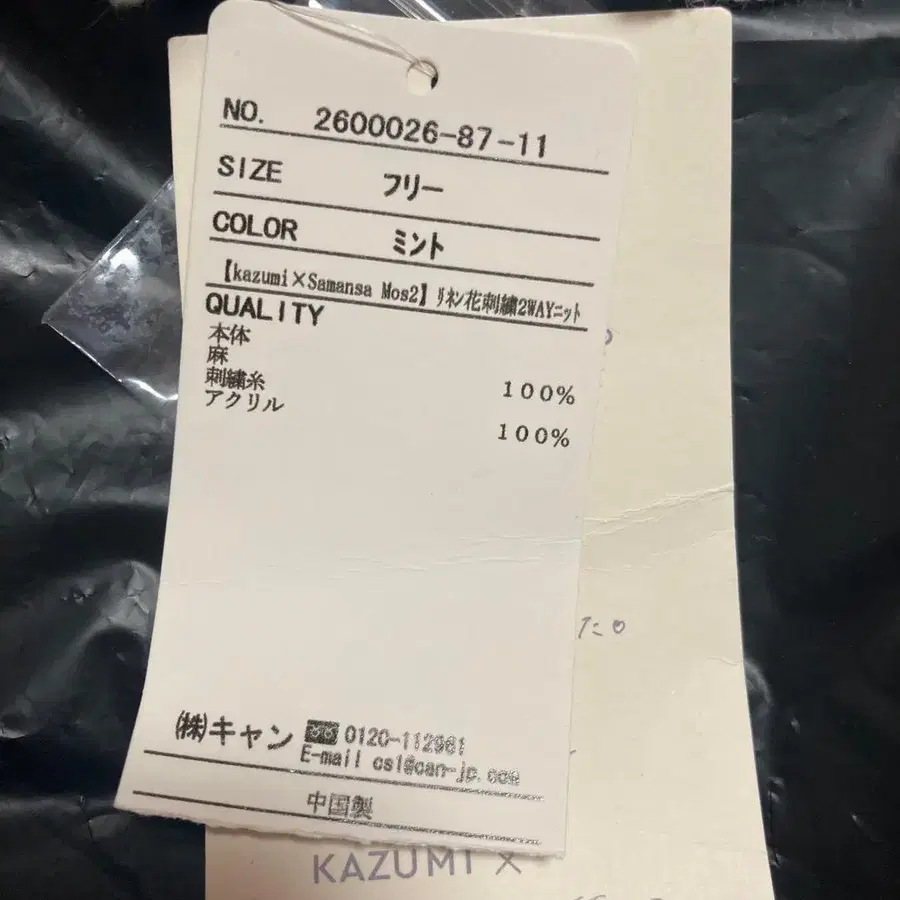 NO. 2600026-87-11
SIZE フリー
COLOR ミント
【kazumi×Samansa Mos2】リネン花刺繍2WAYニット
QUALITY
本体
麻 100%
刺繍糸
アクリル 100%
㈱キャン 0120-112961
E-mail cs1@can-jp.com
中国製
た。
KAZUMI ×